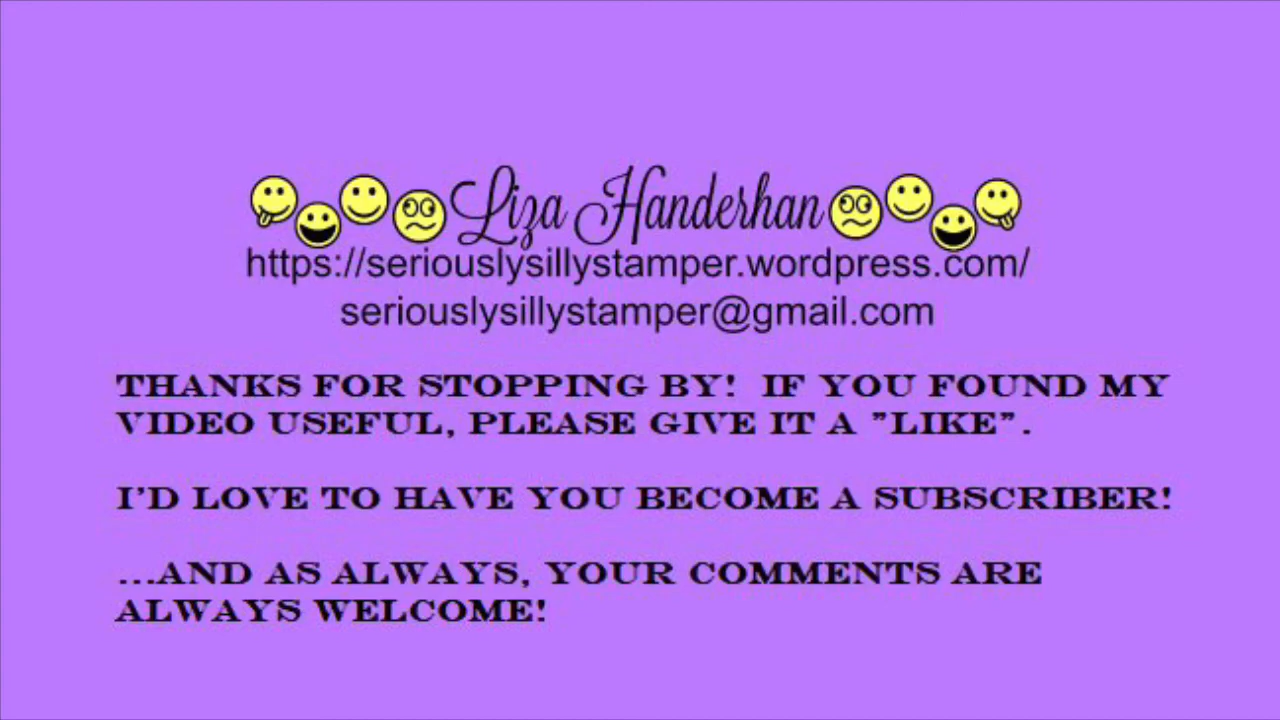 Liza Handerhan
https://seriouslysillystamper.wordpress.com/
seriouslysillystamper@gmail.com
THANKS FOR STOPPING BY!  IF YOU FOUND MY
VIDEO USEFUL, PLEASE GIVE IT A "LIKE".
I'D LOVE TO HAVE YOU BECOME A SUBSCRIBER!
...AND AS ALWAYS, YOUR COMMENTS ARE
ALWAYS WELCOME!